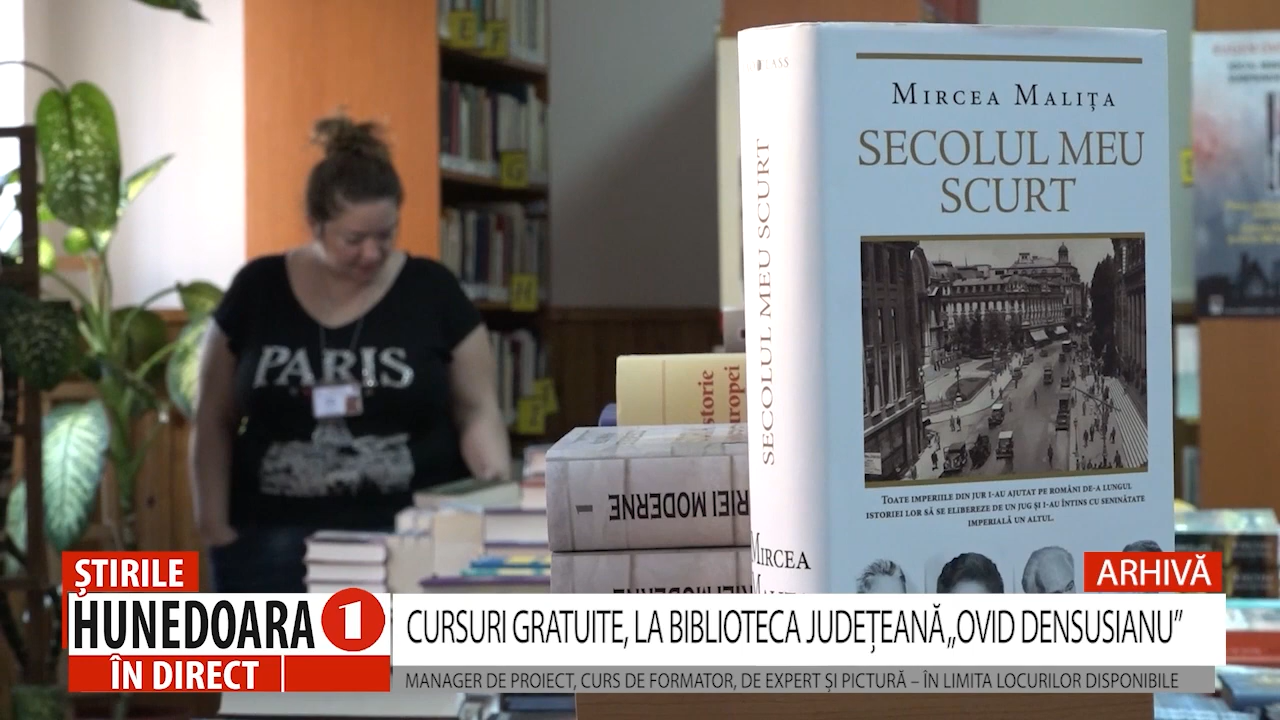 MIRCEA MALIȚA
SECOLUL MEU
SCURT
TOATE IMPERIILE DIN JUR I-AU AJUTAT PE ROMÂNI DE-A LUNGUL
ISTORIEI LOR SĂ SE ELIBEREZE DE UN JUG ȘI I-AU ÎNTINS CU SENINĂTATE
IMPERIALĂ UN ALTUL.
SECOLUL MEU SCURT
MIRCEA
PARIS
F
F
G
H
storie
uropei
RIEI MODERNE
ARHIVĂ
ȘTIRILE
HUNEDOARA 1
ÎN DIRECT
CURSURI GRATUITE, LA BIBLIOTECA JUDEȚEANĂ „OVID DENSUSIANU”
MANAGER DE PROIECT, CURS DE FORMATOR, DE EXPERT ȘI PICTURĂ – ÎN LIMITA LOCURILOR DISPONIBILE